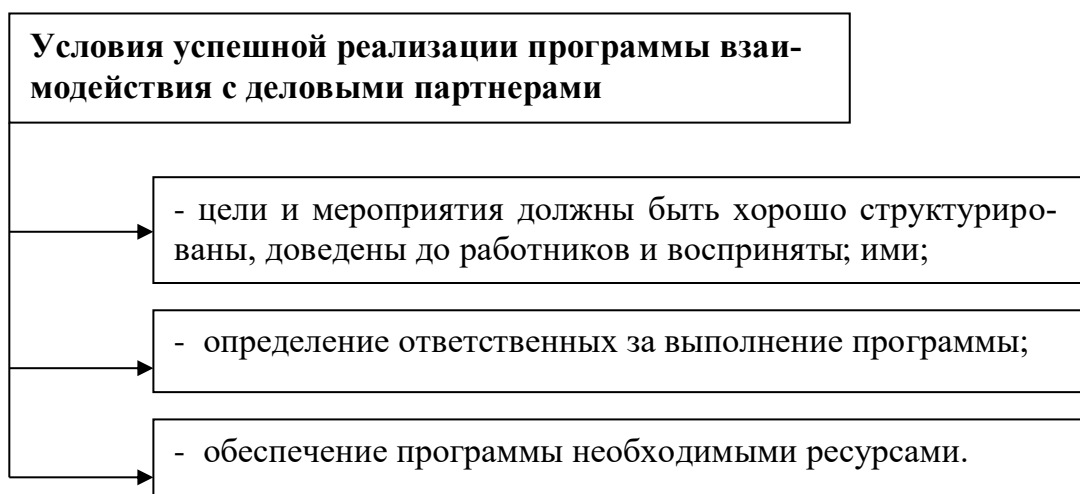 Условия успешной реализации программы взаи-
модействия с деловыми партнерами
- цели и мероприятия должны быть хорошо структуриро-
ваны, доведены до работников и восприняты; ими;
- определение ответственных за выполнение программы;
- обеспечение программы необходимыми ресурсами.